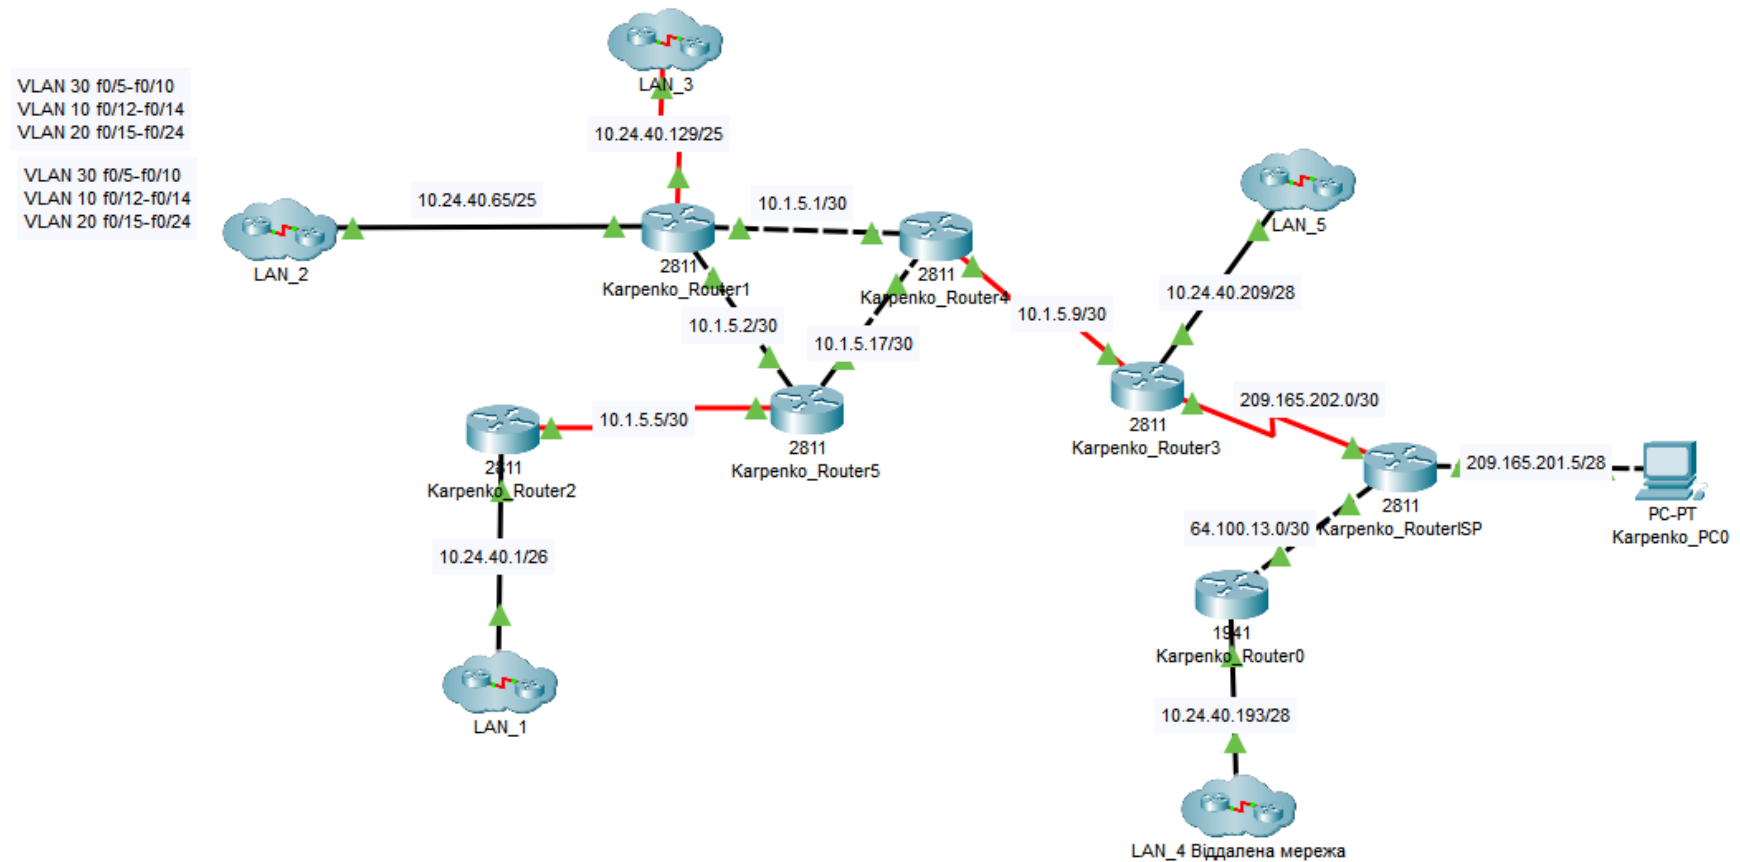 LAN_3
VLAN 30 f0/5-f0/10
VLAN 10 f0/12-f0/14
VLAN 20 f0/15-f0/24
10.24.40.129/25
VLAN 30 f0/5-f0/10
VLAN 10 f0/12-f0/14
VLAN 20 f0/15-f0/24
10.24.40.65/25
10.1.5.1/30
LAN_5
LAN_2
2811
Karpenko_Router1
2811
Karpenko_Router4
10.24.40.209/28
10.1.5.2/30
10.1.5.17/30
10.1.5.9/30
10.1.5.5/30
209.165.202.0/30
2811
Karpenko_Router3
2811
Karpenko_Router5
2811
Karpenko_Router2
209.165.201.5/28
2811
Karpenko_RouterISP
PC-PT
Karpenko_PC0
64.100.13.0/30
10.24.40.1/26
1941
Karpenko_Router0
10.24.40.193/28
LAN_1
LAN_4 Віддалена мережа